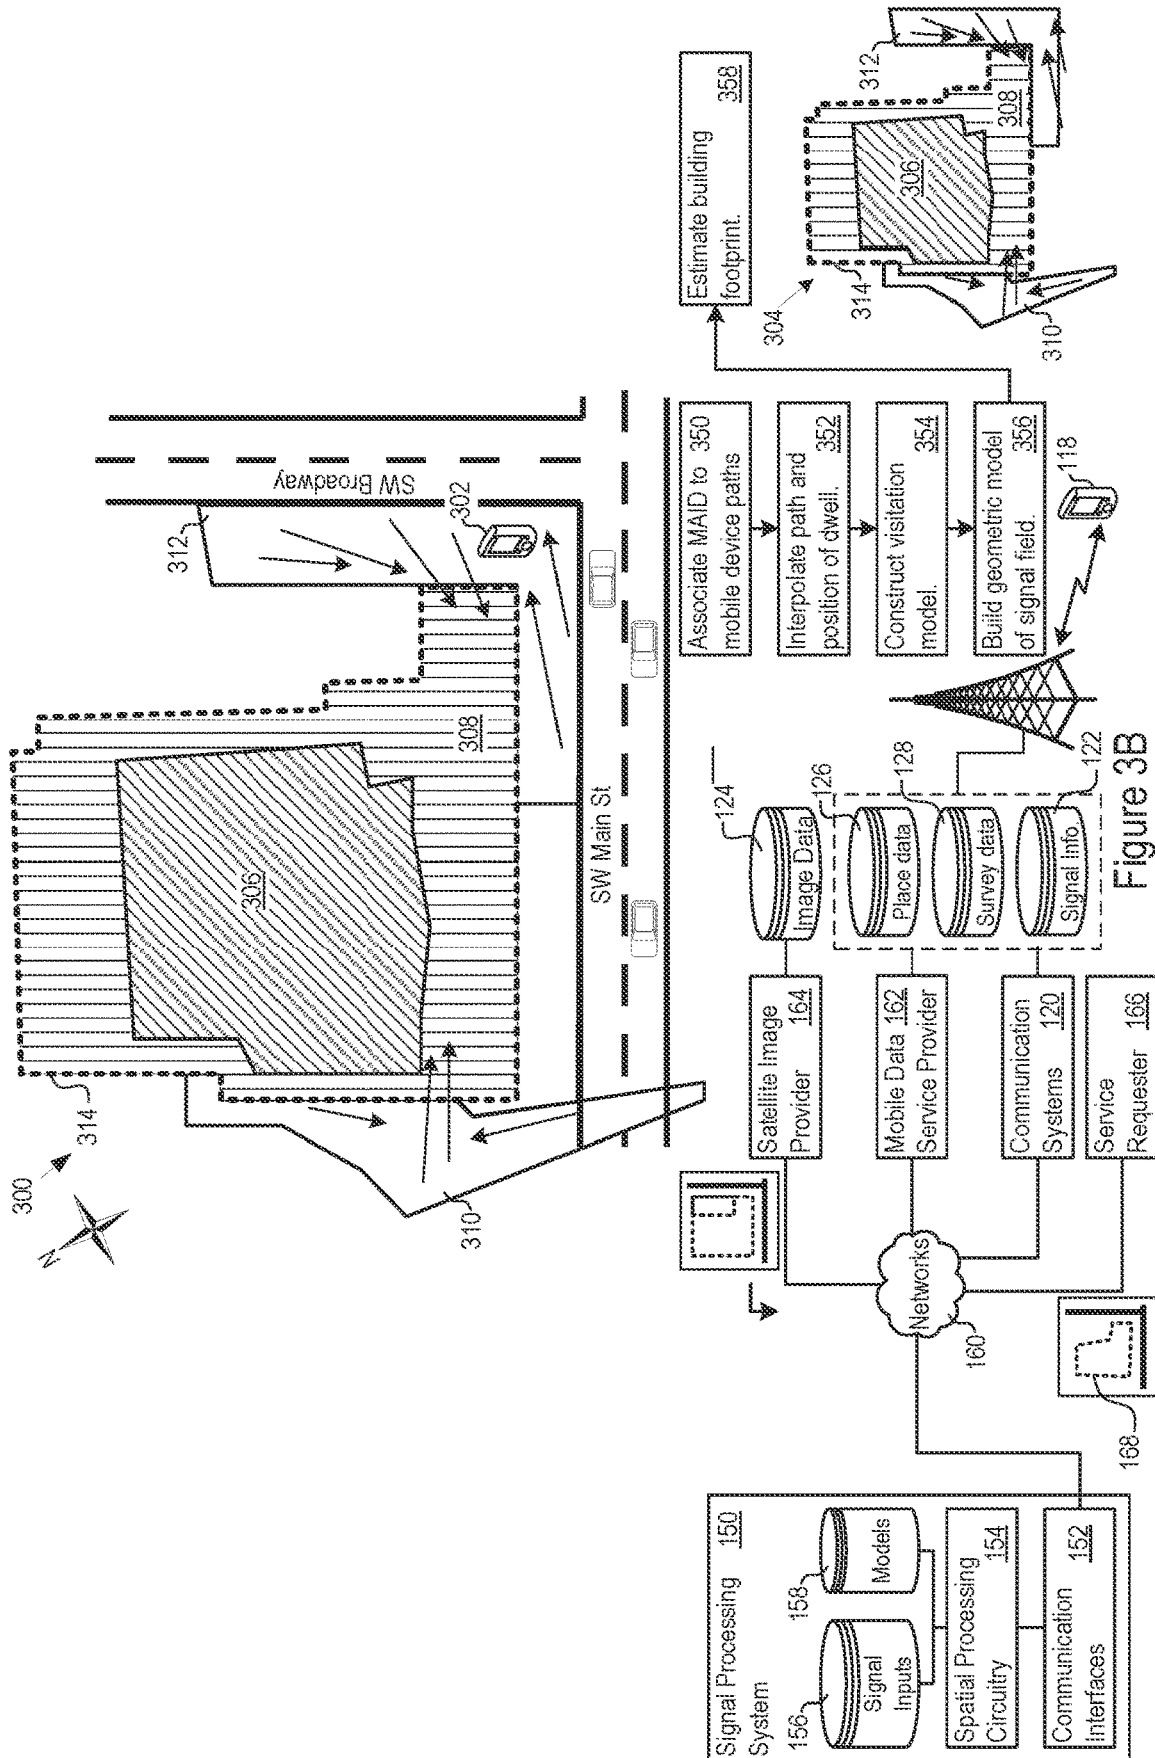 300
N
314
306
308
310
312
302
SW Broadway
SW Main St
Signal Processing
System
150
156
Signal
Inputs
158
Models
Spatial Processing
Circuitry
154
Communication
Interfaces
152
Networks
160
168
Satellite Image
Provider
164
Mobile Data
Service Provider
162
Communication
Systems
120
Service
Requester
166
124
Image Data
126
Place data
128
Survey data
Signal Info.
122
118
Associate MAID to
mobile device paths
350
Interpolate path and
position of dwell.
352
Construct visitation
model.
354
Build geometric model
of signal field.
356
Estimate building
footprint.
358
304
314
306
308
310
312
Figure 3B